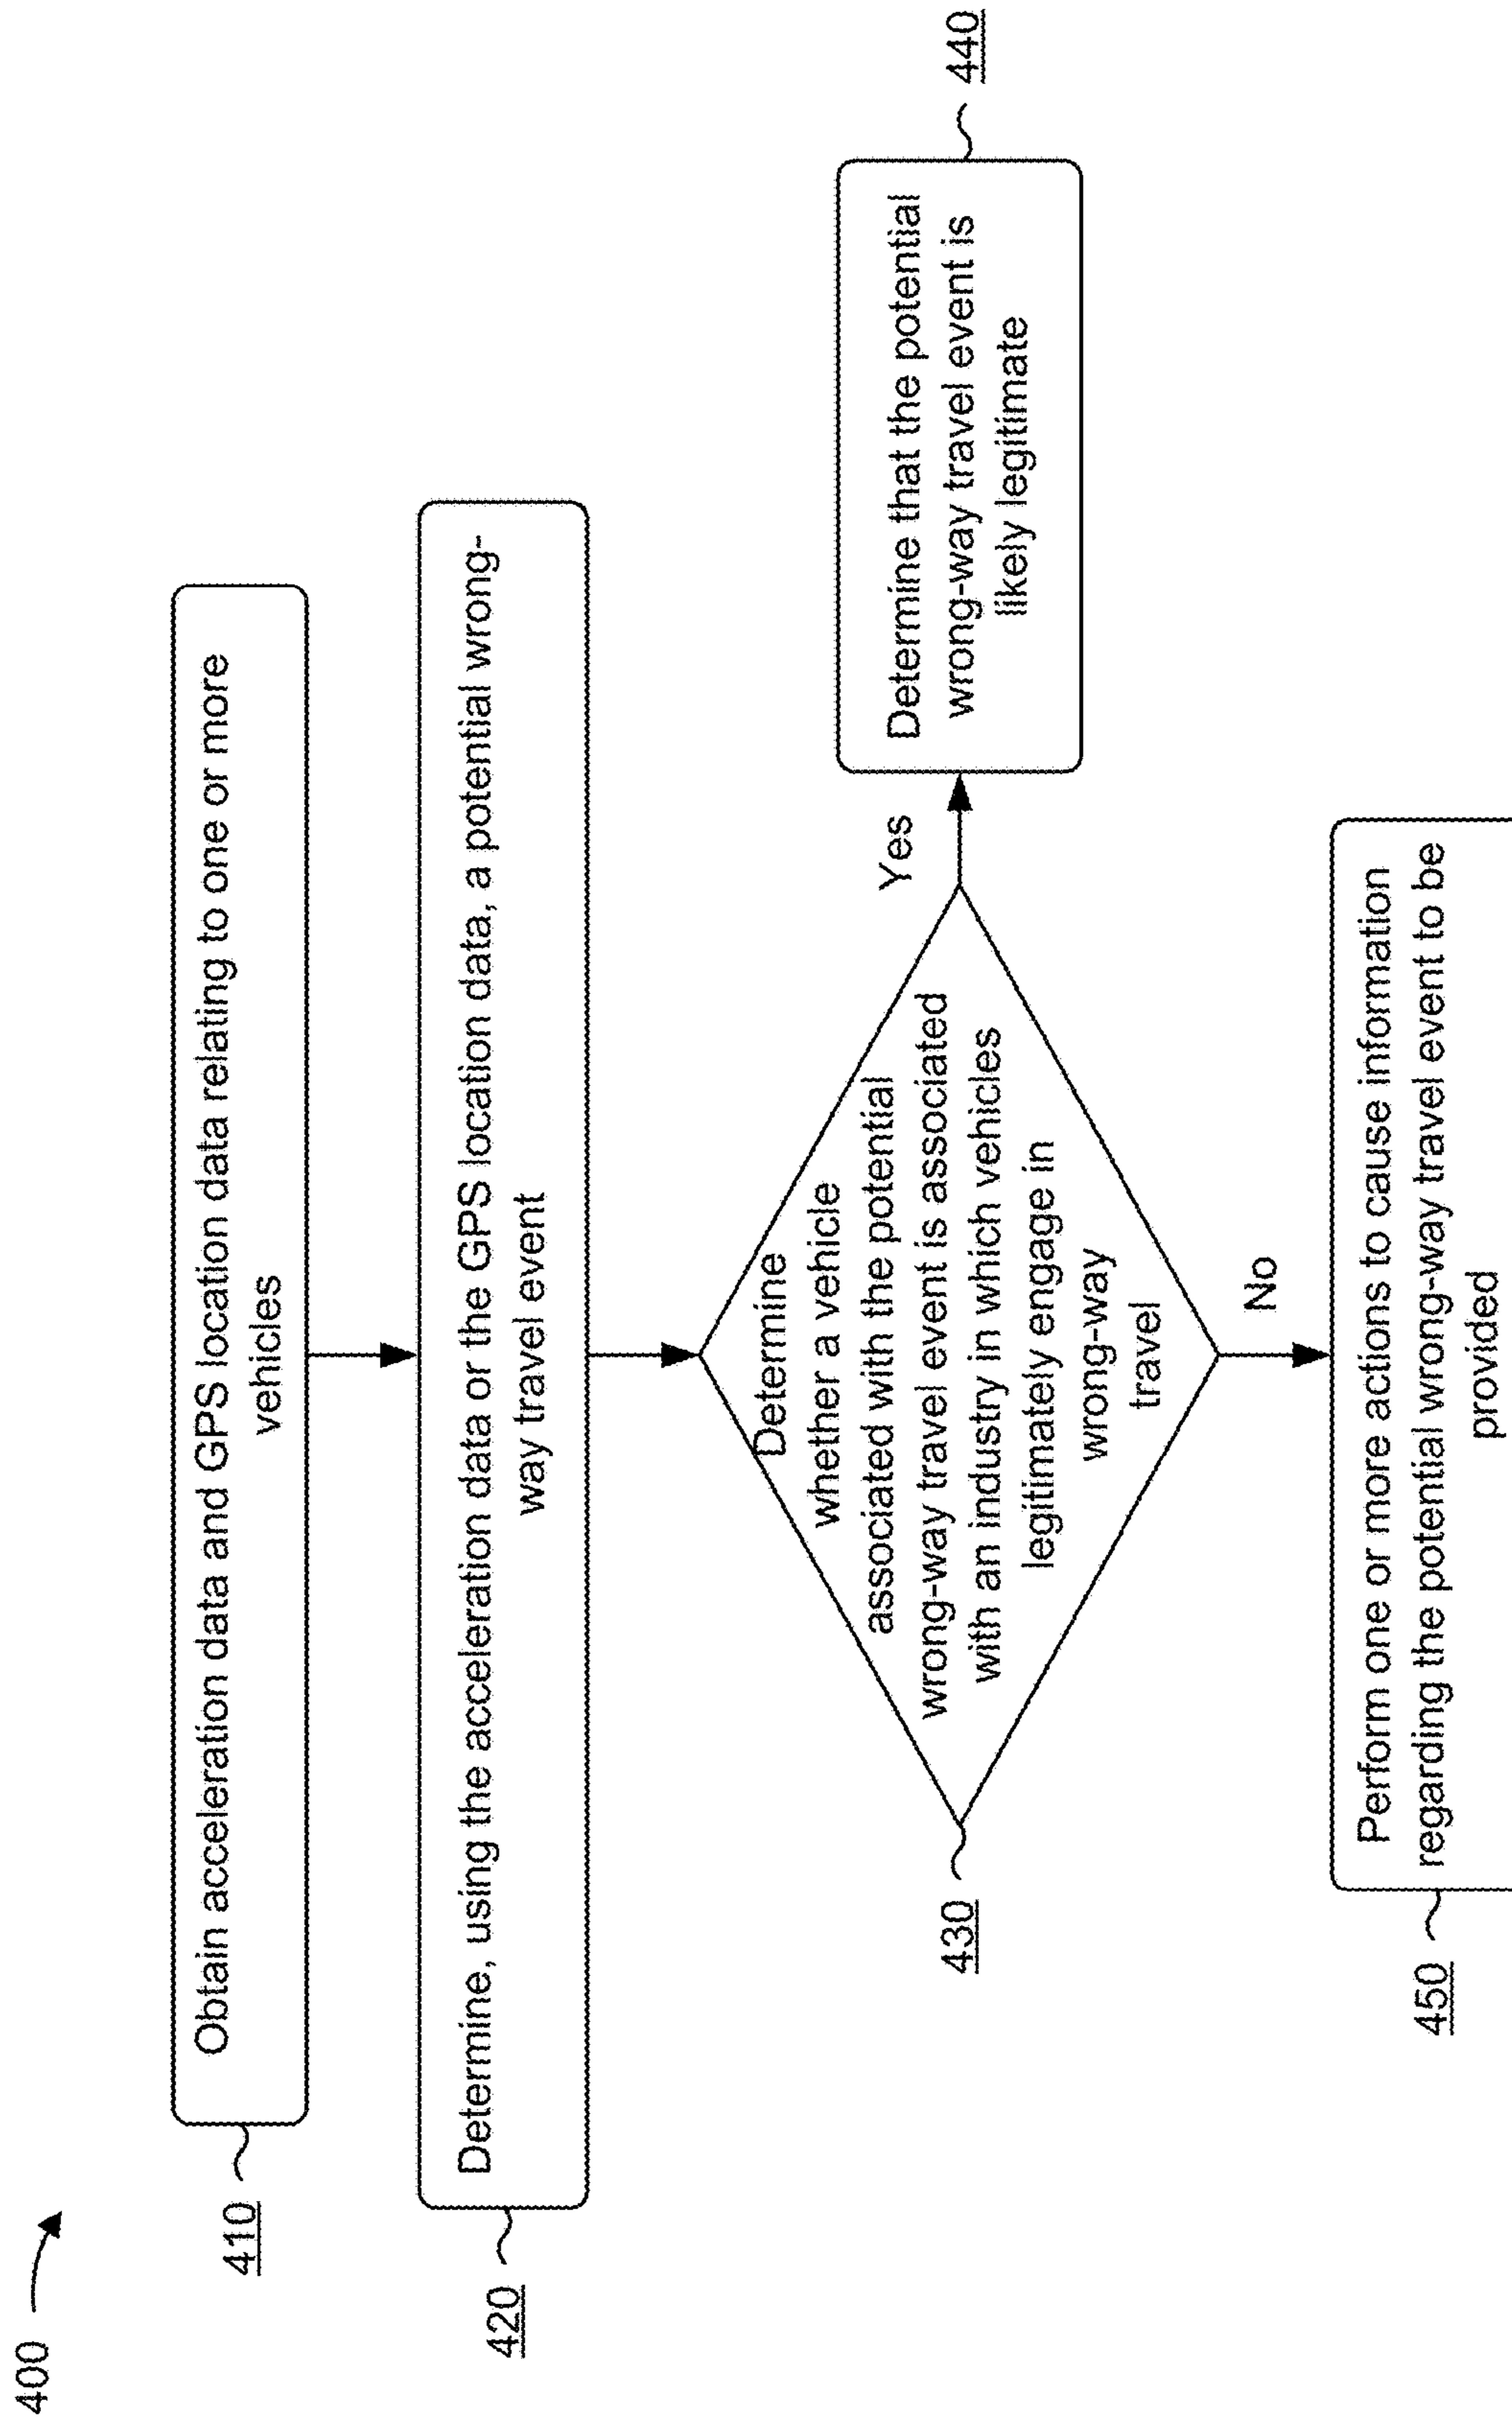 400
410
Obtain acceleration data and GPS location data relating to one or more
vehicles
420
Determine, using the acceleration data or the GPS location data, a potential wrong-
way travel event
430
Determine
whether a vehicle
associated with the potential
wrong-way travel event is associated
with an industry in which vehicles
legitimately engage in
wrong-way
travel
Yes
440
Determine that the potential
wrong-way travel event is
likely legitimate
No
450
Perform one or more actions to cause information
regarding the potential wrong-way travel event to be
provided